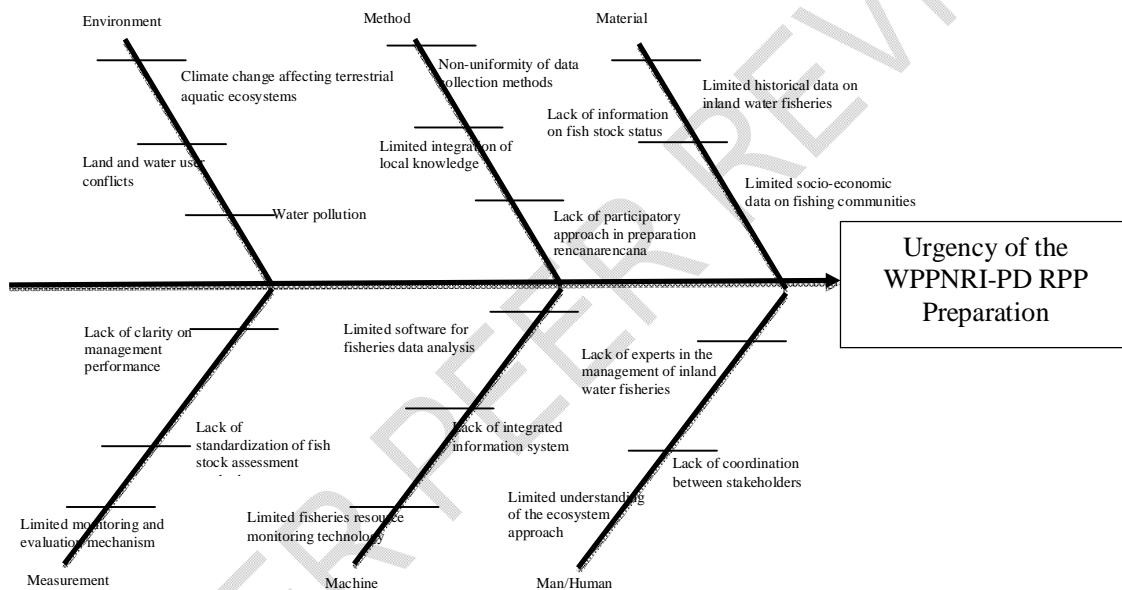 Environment
Method
Material
Climate change affecting terrestrial
aquatic ecosystems
Land and water user
conflicts
Water pollution
Non-uniformity of data
collection methods
Limited integration of
local knowledge
Lack of participatory
approach in preparation
rencanarencana
Limited historical data on
inland water fisheries
Lack of information
on fish stock status
Limited socio-economic
data on fishing communities
Urgency of the
WPPNRI-PD RPP
Preparation
Lack of clarity on
management
performance
Lack of
standardization of fish
stock assessment
Limited monitoring and
evaluation mechanism
Limited software for
fisheries data analysis
Lack of integrated
information system
Limited fisheries resource
monitoring technology
Lack of experts in the
management of inland
water fisheries
Lack of coordination
between stakeholders
Limited understanding
of the ecosystem
approach
Measurement
Machine
Man/Human
PEER REVI